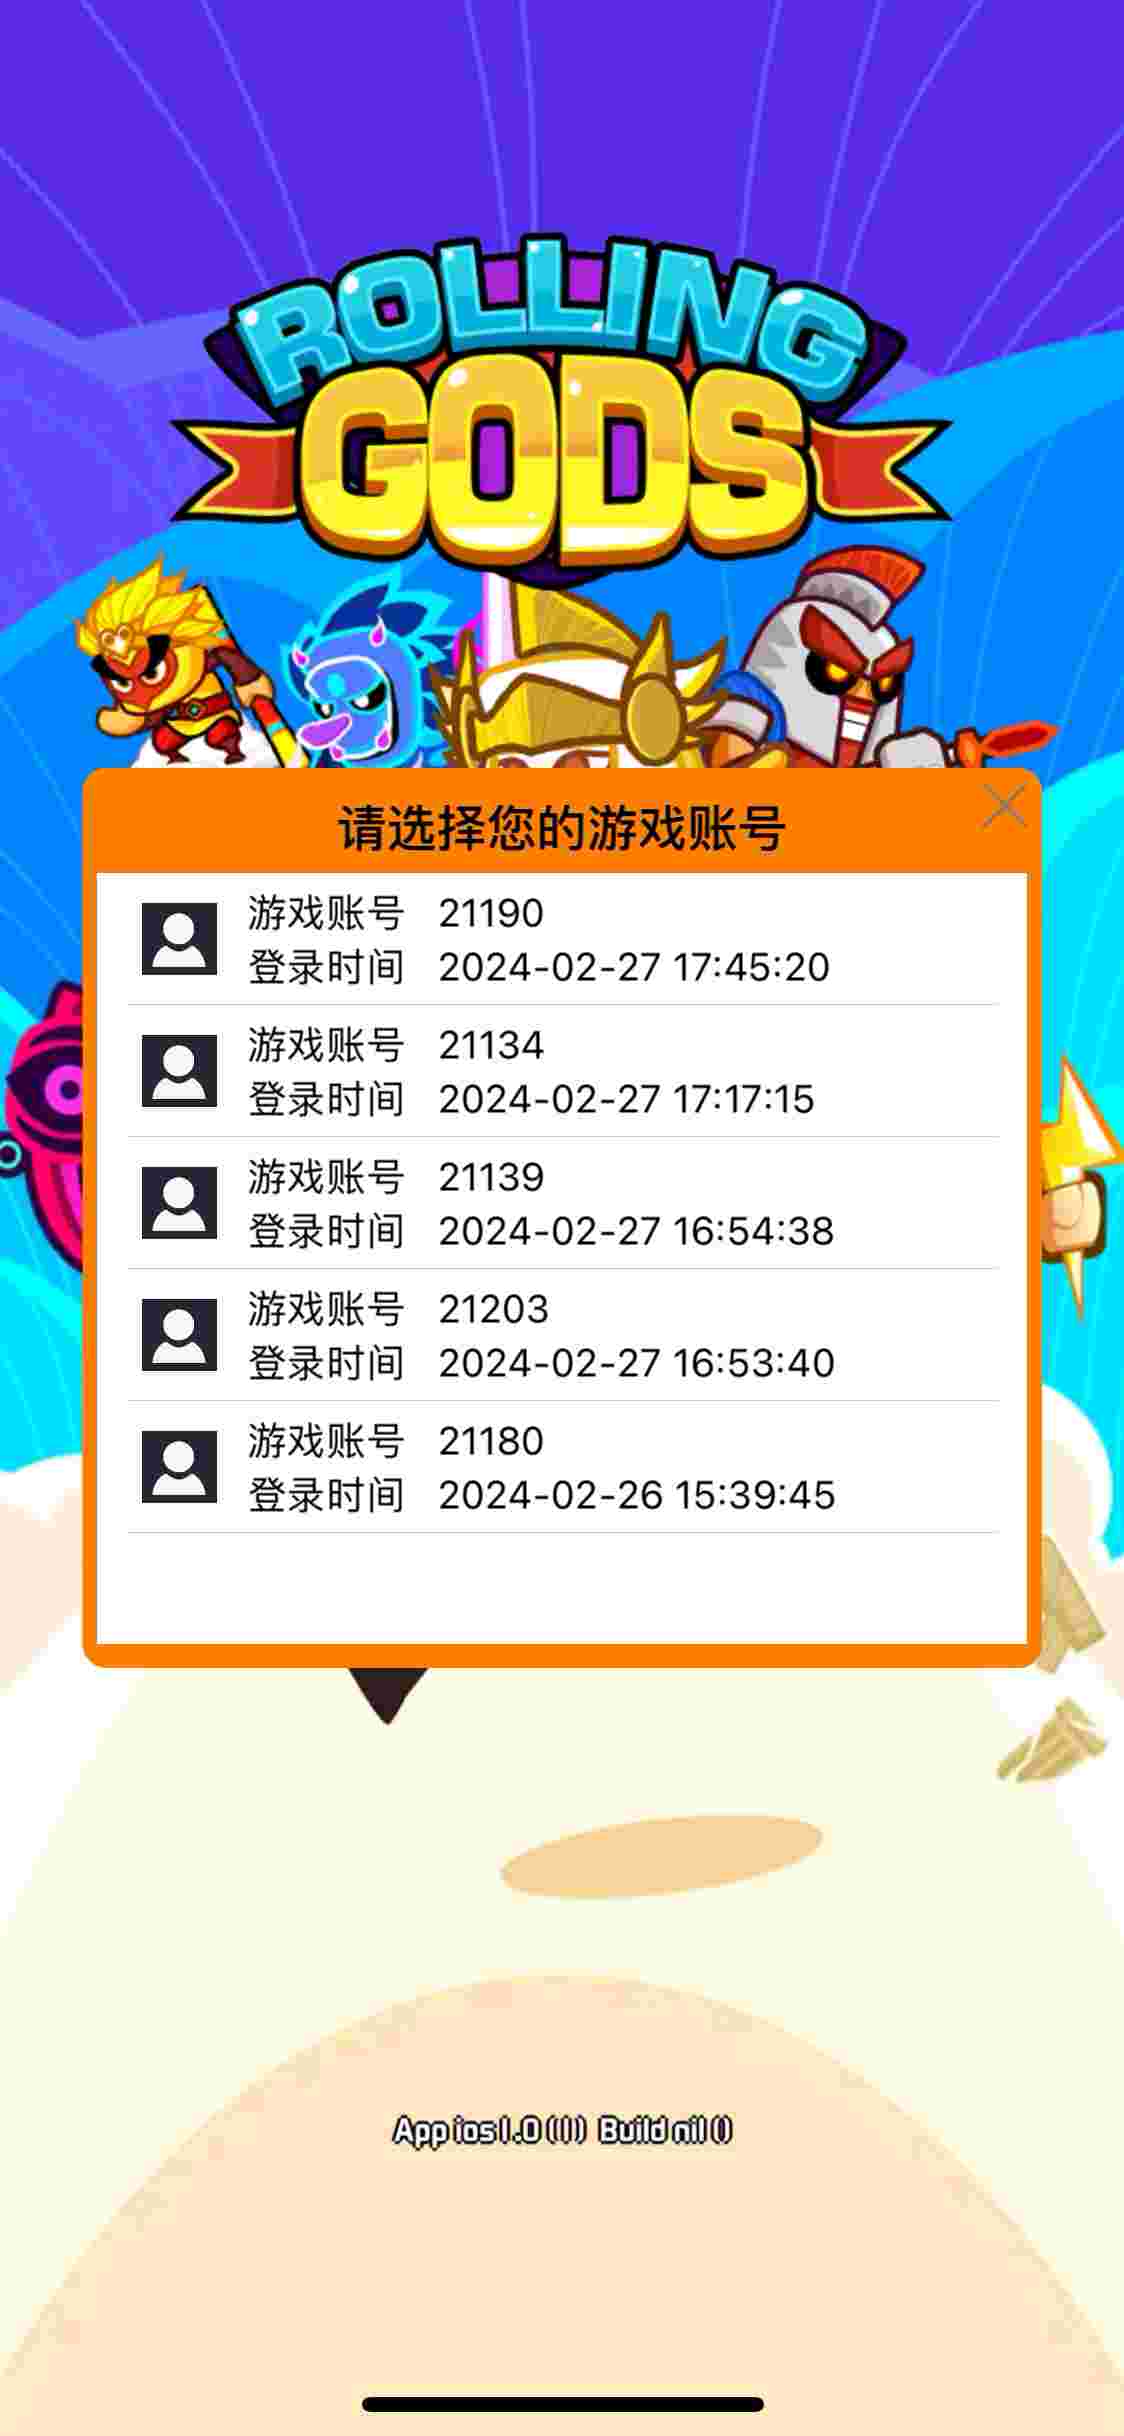 ROLLING
GODS
请选择您的游戏账号
游戏账号 21190
登录时间 2024-02-27 17:45:20
游戏账号 21134
登录时间 2024-02-27 17:17:15
游戏账号 21139
登录时间 2024-02-27 16:54:38
游戏账号 21203
登录时间 2024-02-27 16:53:40
游戏账号 21180
登录时间 2024-02-26 15:39:45
App ios 1.0 (11) Build nil ()